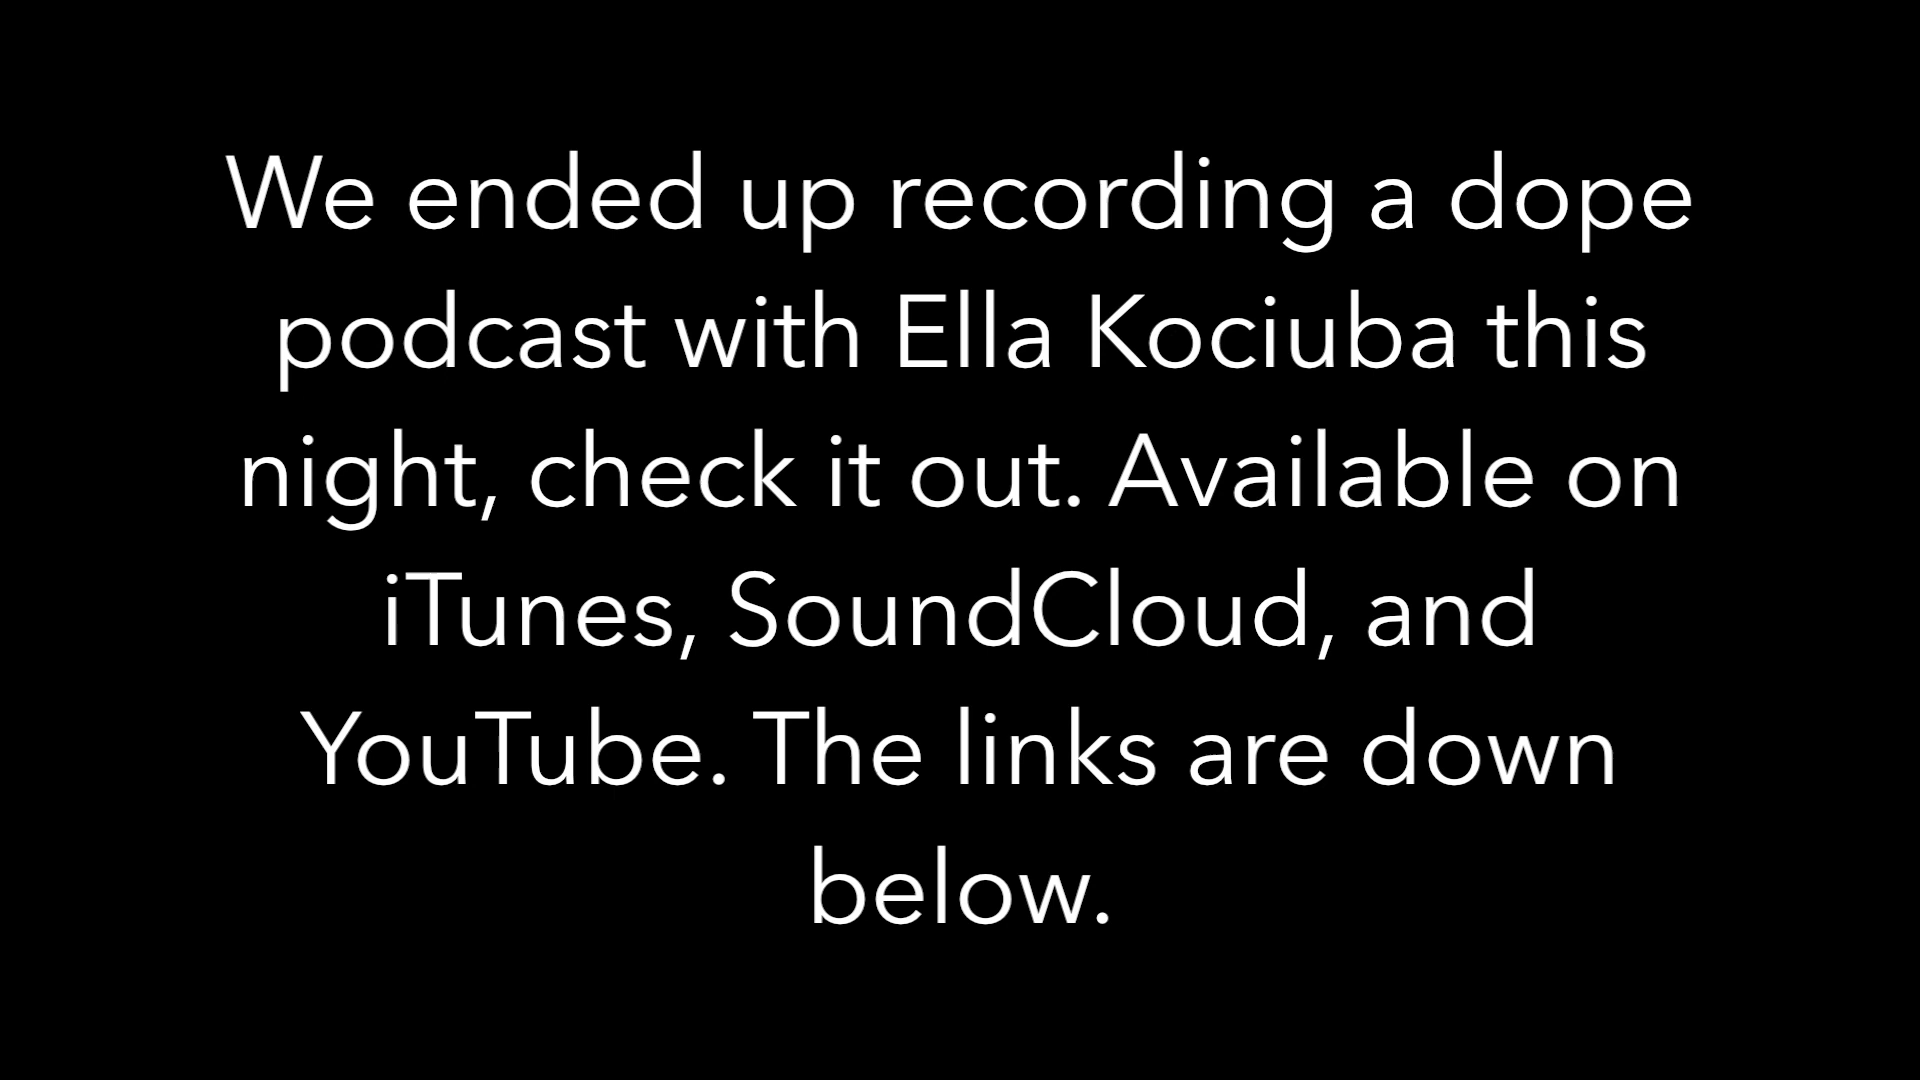 We ended up recording a dope
podcast with Ella Kociuba this
night, check it out. Available on
iTunes, SoundCloud, and
YouTube. The links are down
below.